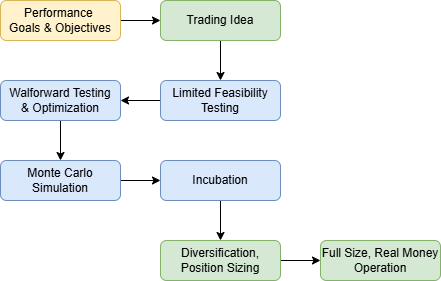 Performance
Goals & Objectives
Trading Idea
Limited Feasibility
Testing
Walforward Testing
& Optimization
Monte Carlo
Simulation
Incubation
Diversification,
Position Sizing
Full Size, Real Money
Operation